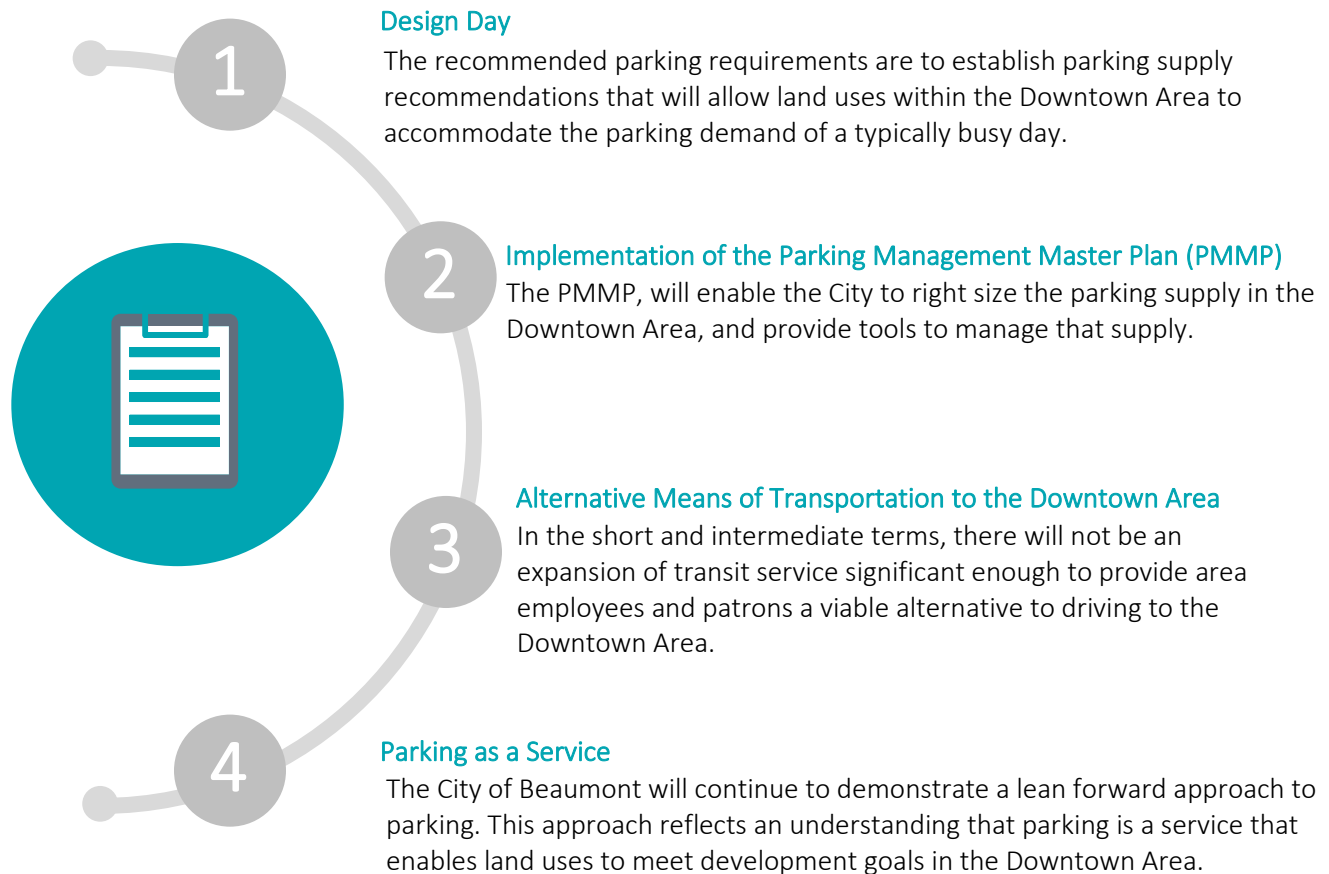 1
Design Day
The recommended parking requirements are to establish parking supply
recommendations that will allow land uses within the Downtown Area to
accommodate the parking demand of a typically busy day.
2
Implementation of the Parking Management Master Plan (PMMP)
The PMMP, will enable the City to right size the parking supply in the
Downtown Area, and provide tools to manage that supply.
3
Alternative Means of Transportation to the Downtown Area
In the short and intermediate terms, there will not be an
expansion of transit service significant enough to provide area
employees and patrons a viable alternative to driving to the
Downtown Area.
4
Parking as a Service
The City of Beaumont will continue to demonstrate a lean forward approach to
parking. This approach reflects an understanding that parking is a service that
enables land uses to meet development goals in the Downtown Area.